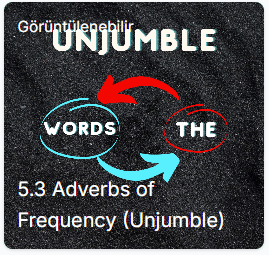 Görüntülenebilir
UNJUMBLE
WORDS
THE
5.3 Adverbs of
Frequency (Unjumble)